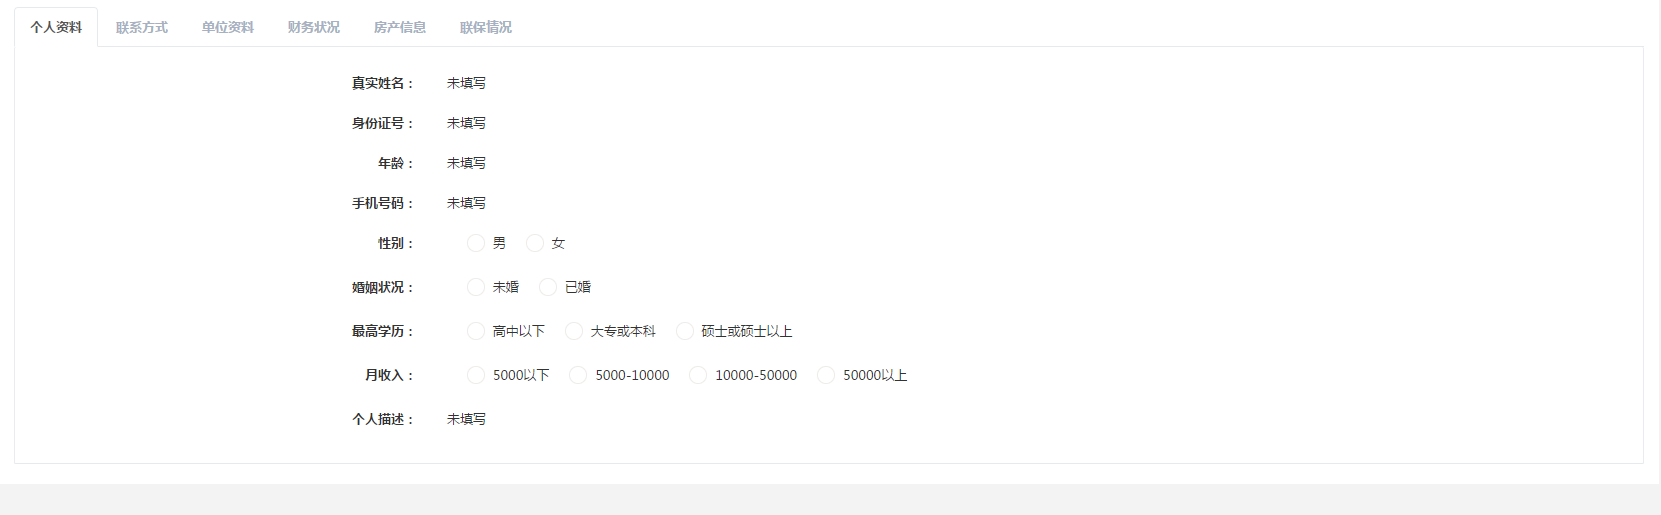 个人资料 联系方式 单位资料 财务状况 房产信息 联保情况
真实姓名： 未填写
身份证号： 未填写
年龄： 未填写
手机号码： 未填写
性别： 男 女
婚姻状况： 未婚 已婚
最高学历： 高中以下 大专或本科 硕士或硕士以上
月收入： 5000以下 5000-10000 10000-50000 50000以上
个人描述： 未填写